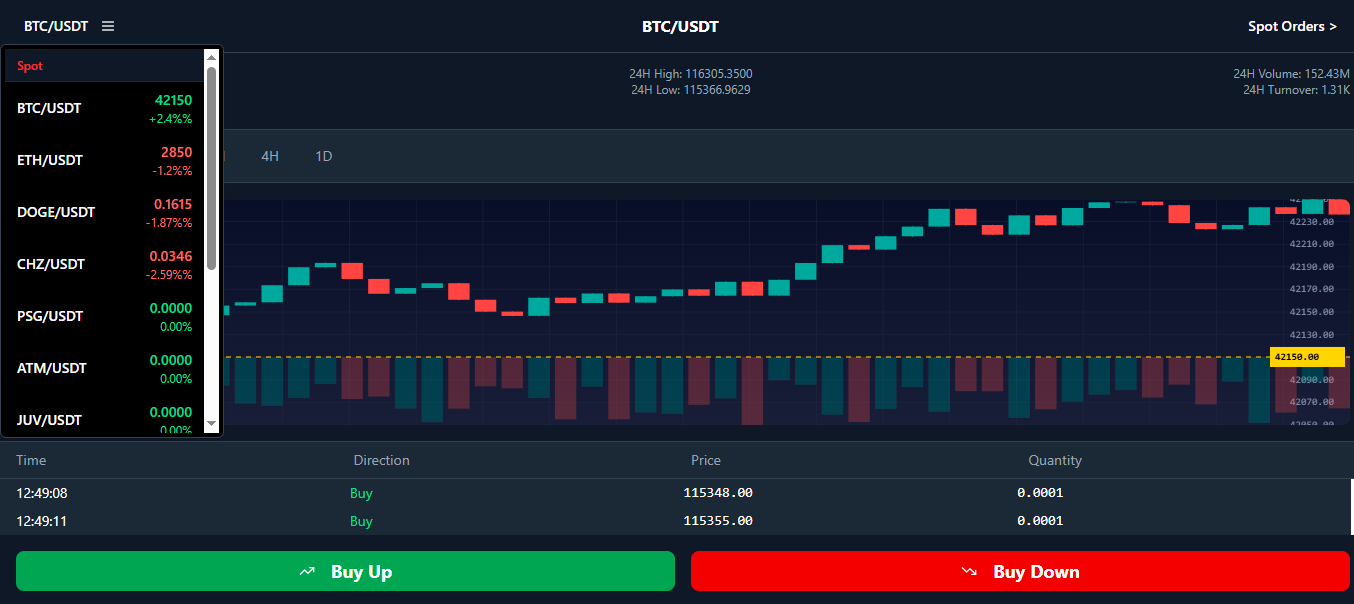 BTC/USDT
BTC/USDT
Spot Orders >
Spot
24H High: 116305.3500
24H Low: 115366.9629
24H Volume: 152.43M
24H Turnover: 1.31K
BTC/USDT
42150
+2.4%%
ETH/USDT
2850
-1.2%%
DOGE/USDT
0.1615
-1.87%%
CHZ/USDT
0.0346
-2.59%%
PSG/USDT
0.0000
0.00%
ATM/USDT
0.0000
0.00%
JUV/USDT
0.0000
0.00%
4H
1D
42230.00
42210.00
42190.00
42170.00
42150.00
42130.00
42150.00
42090.00
42070.00
42050.00
Time Direction Price Quantity
12:49:08 Buy 115348.00 0.0001
12:49:11 Buy 115355.00 0.0001
Buy Up
Buy Down